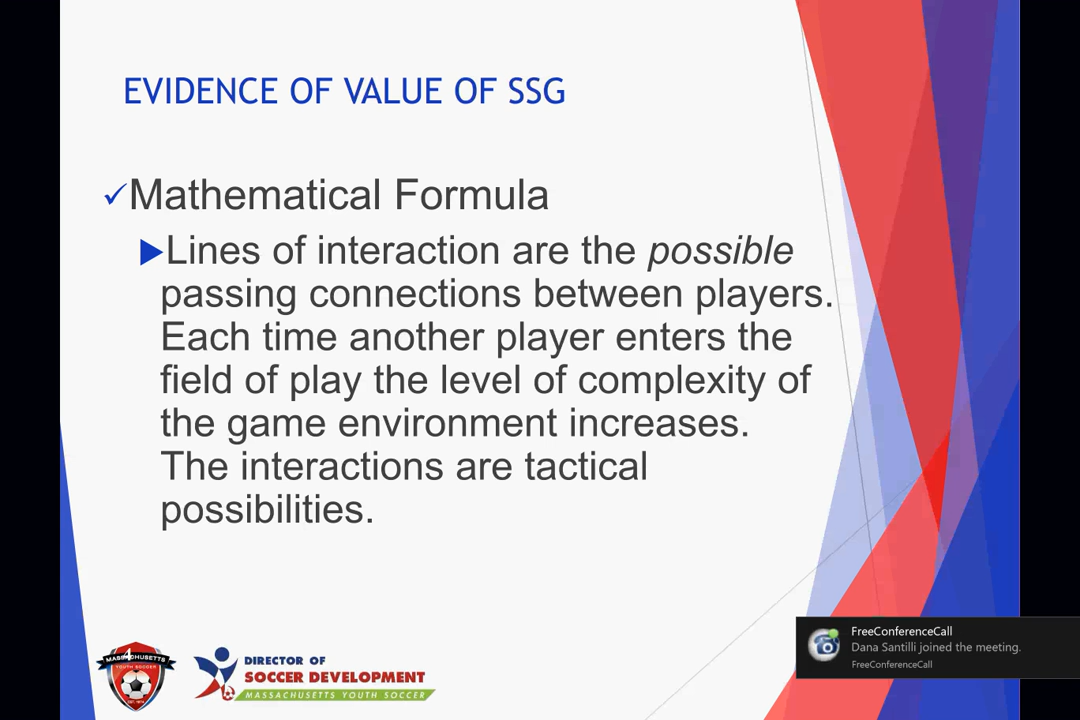 EVIDENCE OF VALUE OF SSG
✓Mathematical Formula
▶Lines of interaction are the possible
passing connections between players.
Each time another player enters the
field of play the level of complexity of
the game environment increases.
The interactions are tactical
possibilities.
4
MASSACHUSETTS
YOUTH SOCCER
EST. 1974
DIRECTOR OF
SOCCER DEVELOPMENT
MASSACHUSETTS YOUTH SOCCER
FreeConferenceCall
Dana Santilli joined the meeting.
FreeConferenceCall